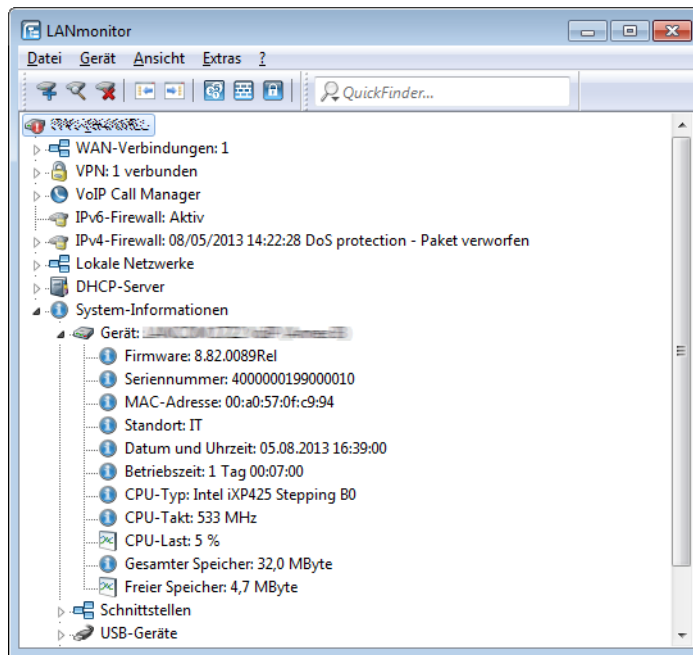 LANmonitor
Datei Gerät Ansicht Extras ?
QuickFinder...
WAN-Verbindungen: 1
VPN: 1 verbunden
VoIP Call Manager
IPv6-Firewall: Aktiv
IPv4-Firewall: 08/05/2013 14:22:28 DoS protection - Paket verworfen
Lokale Netzwerke
DHCP-Server
System-Informationen
Gerät:
Firmware: 8.82.0089Rel
Seriennummer: 4000000199000010
MAC-Adresse: 00:a0:57:0f:c9:94
Standort: IT
Datum und Uhrzeit: 05.08.2013 16:39:00
Betriebszeit: 1 Tag 00:07:00
CPU-Typ: Intel iXP425 Stepping B0
CPU-Takt: 533 MHz
CPU-Last: 5 %
Gesamter Speicher: 32,0 MByte
Freier Speicher: 4,7 MByte
Schnittstellen
USB-Geräte